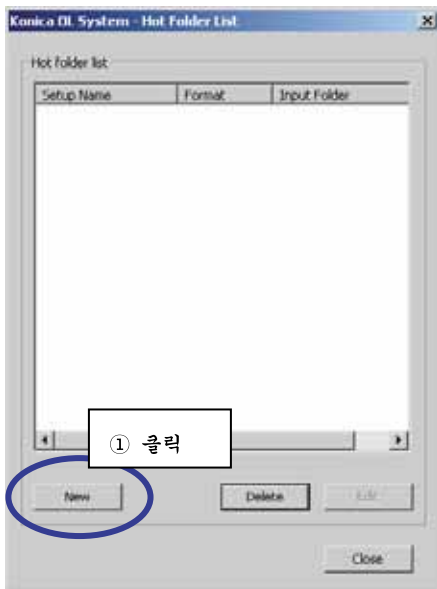 Konica OL System - Hot Folder List
Hot folder list
Setup Name Format Input Folder
① 클릭
New Delete Edit
Close